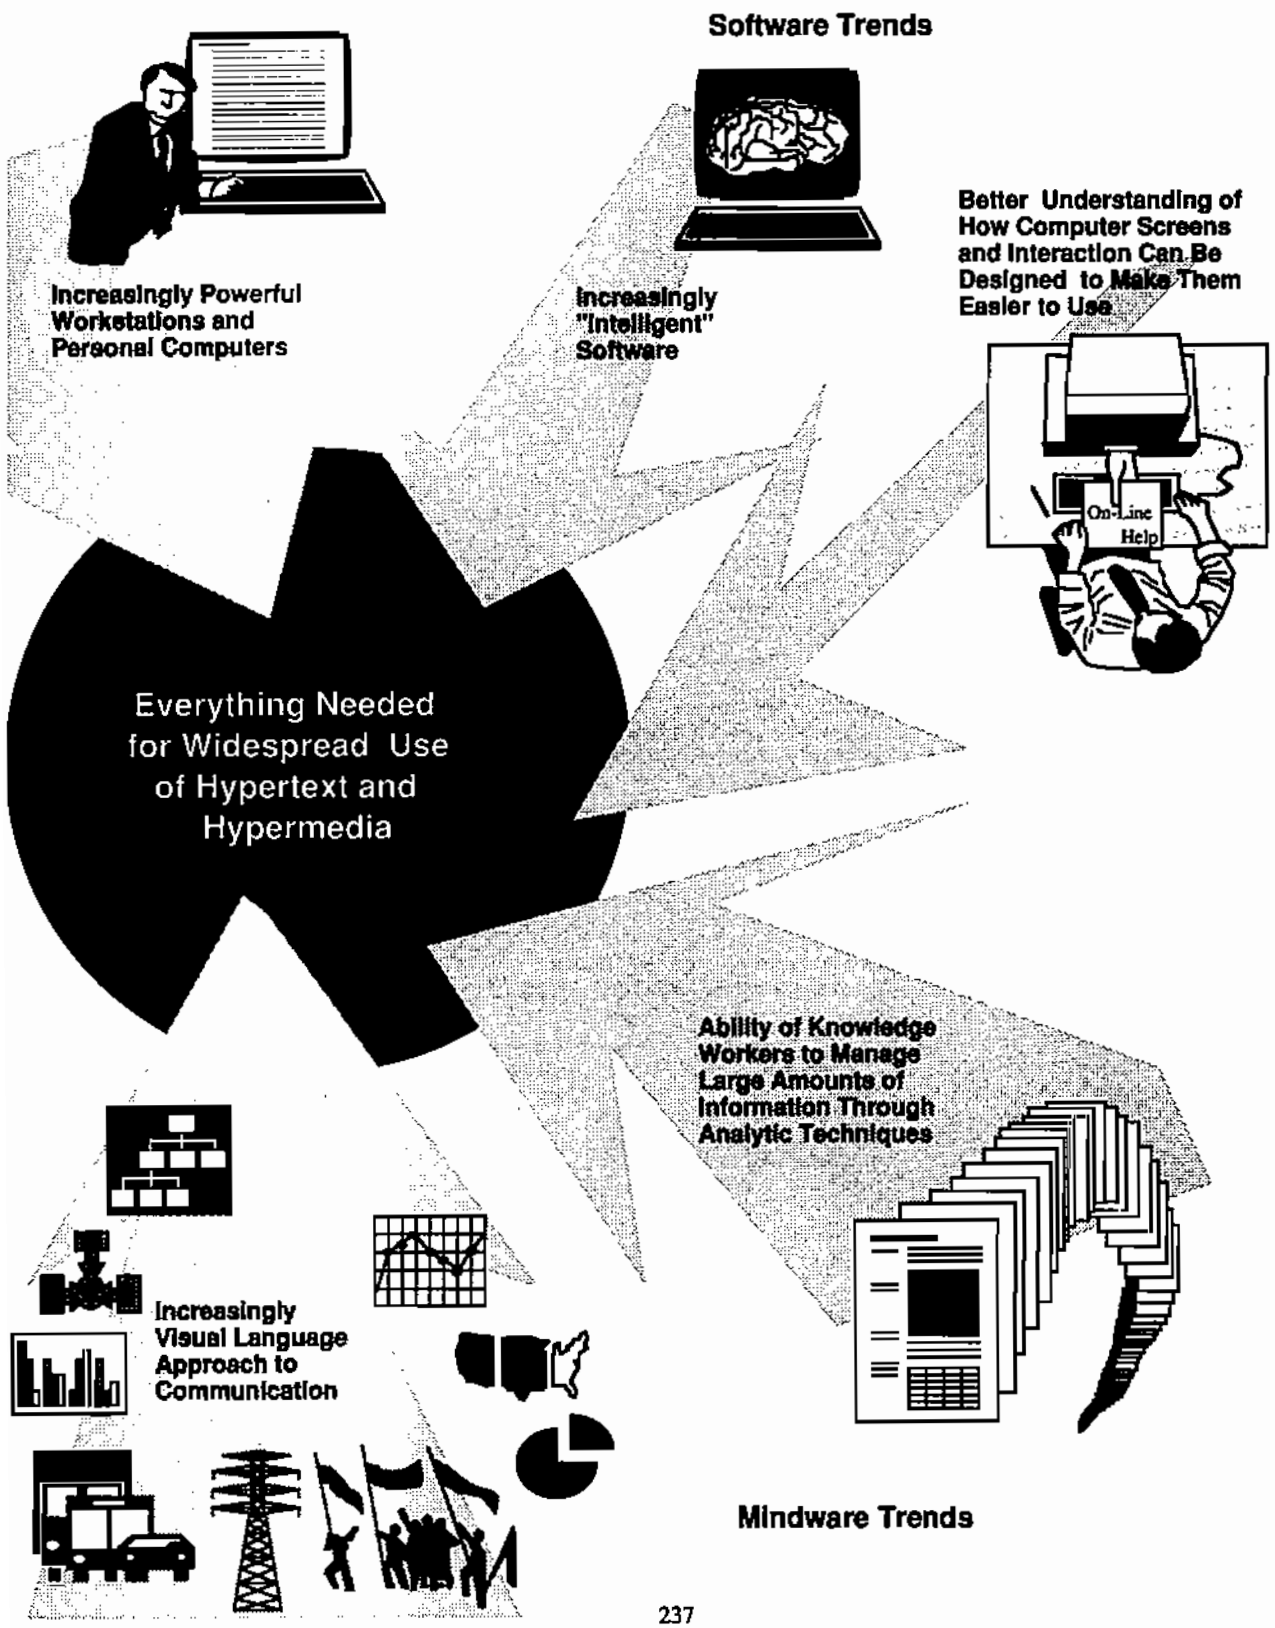 Software Trends
Increasingly Powerful
Workstations and
Personal Computers
Increasingly
"Intelligent"
Software
Better Understanding of
How Computer Screens
and Interaction Can Be
Designed to Make Them
Easier to Use
On-Line
Help
Everything Needed
for Widespread Use
of Hypertext and
Hypermedia
Ability of Knowledge
Workers to Manage
Large Amounts of
Information Through
Analytic Techniques
Increasingly
Visual Language
Approach to
Communication
Mindware Trends
237